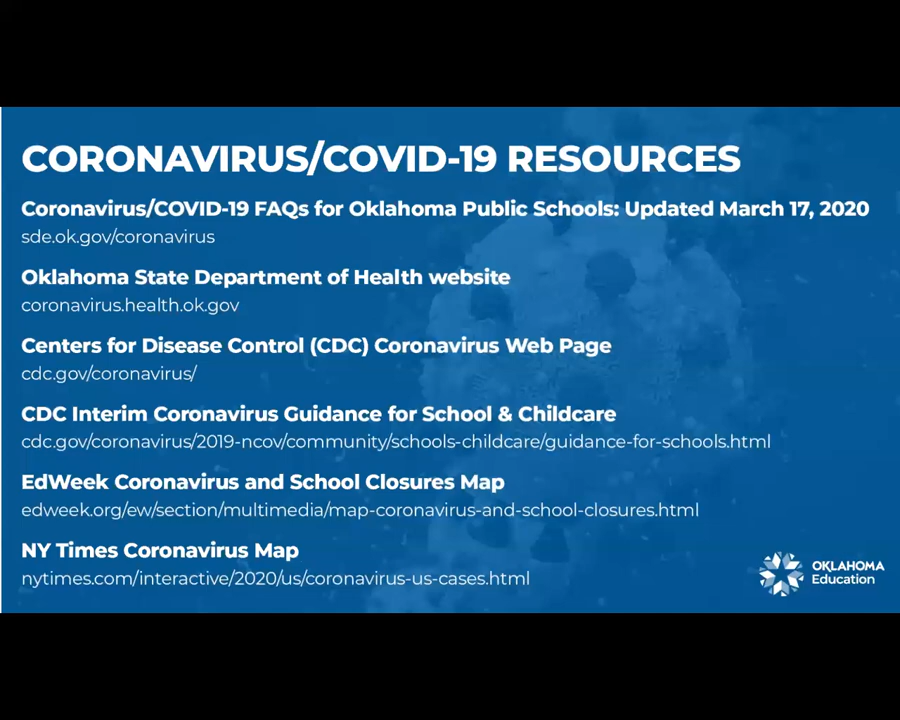 CORONAVIRUS/COVID-19 RESOURCES
Coronavirus/COVID-19 FAQs for Oklahoma Public Schools: Updated March 17, 2020
sde.ok.gov/coronavirus
Oklahoma State Department of Health website
coronavirus.health.ok.gov
Centers for Disease Control (CDC) Coronavirus Web Page
cdc.gov/coronavirus/
CDC Interim Coronavirus Guidance for School & Childcare
cdc.gov/coronavirus/2019-ncov/community/schools-childcare/guidance-for-schools.html
EdWeek Coronavirus and School Closures Map
edweek.org/ew/section/multimedia/map-coronavirus-and-school-closures.html
NY Times Coronavirus Map
nytimes.com/interactive/2020/us/coronavirus-us-cases.html
OKLAHOMA
Education